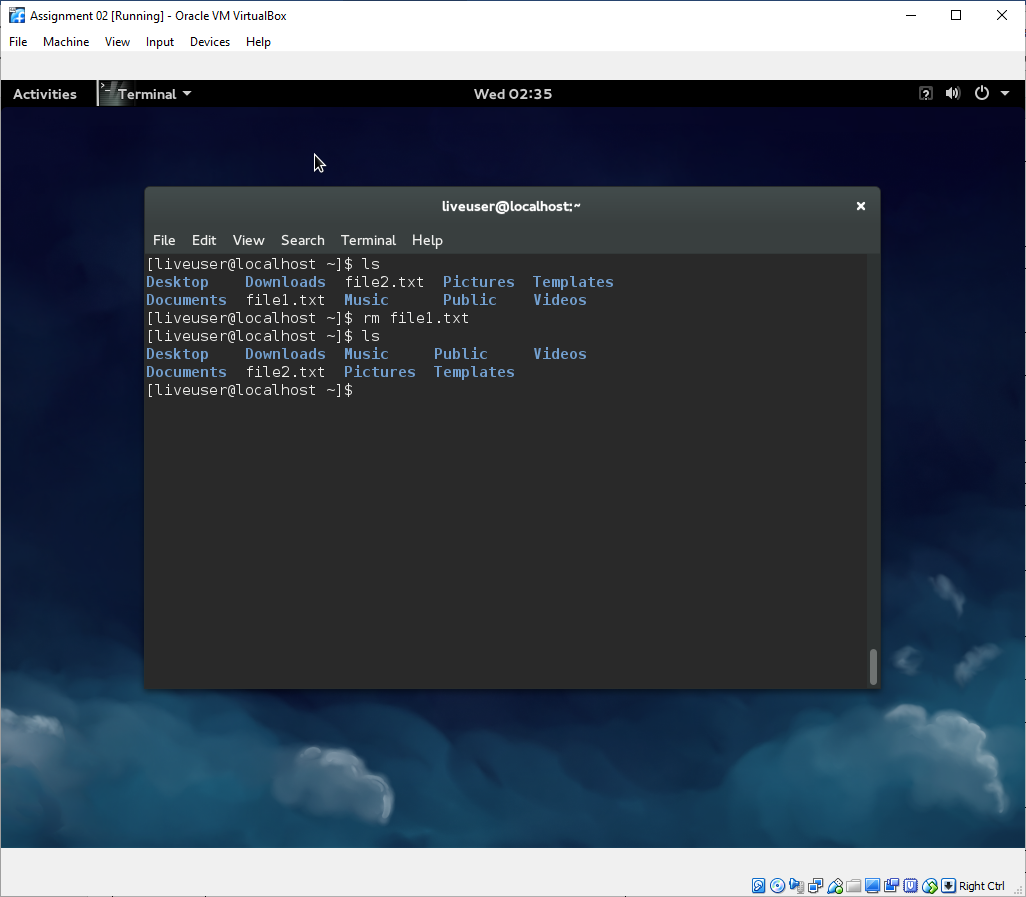 Assignment 02 [Running] - Oracle VM VirtualBox
File Machine View Input Devices Help
Activities Terminal Wed 02:35
liveuser@localhost:~
File Edit View Search Terminal Help
[liveuser@localhost ~]$ ls
Desktop Downloads file2.txt Pictures Templates
Documents file1.txt Music Public Videos
[liveuser@localhost ~]$ rm file1.txt
[liveuser@localhost ~]$ ls
Desktop Downloads Music Public Videos
Documents file2.txt Pictures Templates
[liveuser@localhost ~]$
Right Ctrl